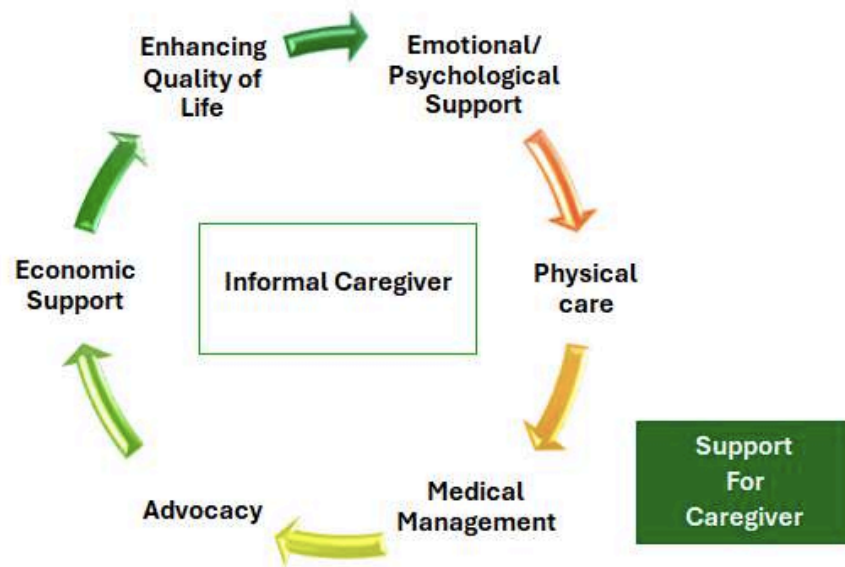 Enhancing
Quality of
Life
Emotional/
Psychological
Support
Economic
Support
Informal Caregiver
Physical
care
Advocacy
Medical
Management
Support
For
Caregiver